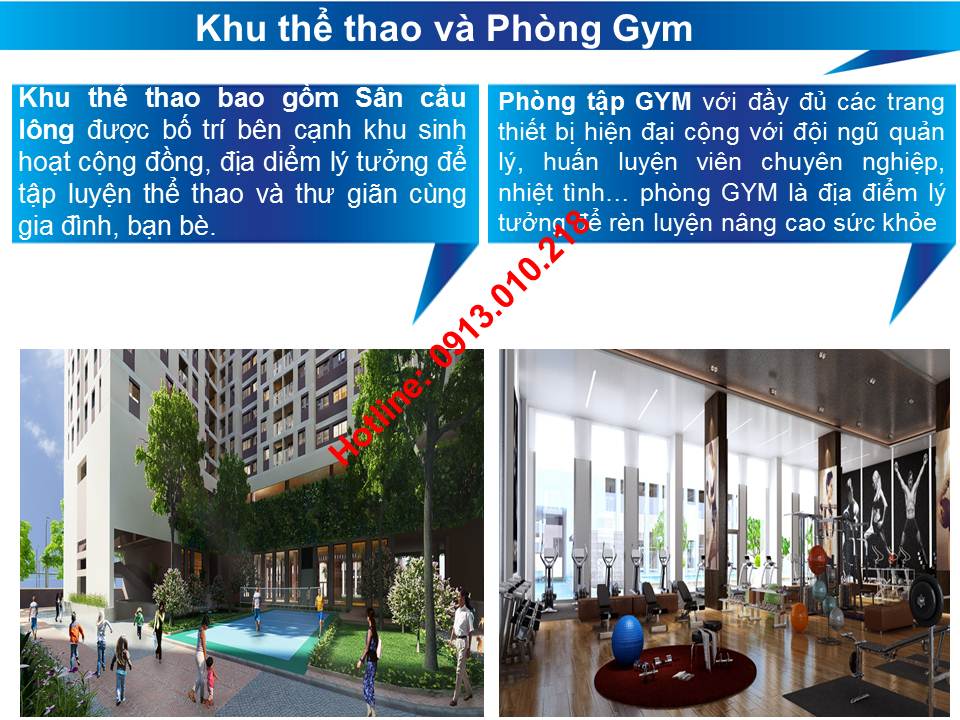 Khu thể thao và Phòng Gym
Khu thể thao bao gồm Sân cầu
lông được bố trí bên cạnh khu sinh
hoạt cộng đồng, địa diểm lý tưởng để
tập luyện thể thao và thư giãn cùng
gia đình, bạn bè.
Phòng tập GYM với đầy đủ các trang
thiết bị hiện đại cộng với đội ngũ quản
lý, huấn luyện viên chuyên nghiệp,
nhiệt tình... phòng GYM là địa điểm lý
tưởng để rèn luyện nâng cao sức khỏe
Hotline: 0913.010.218